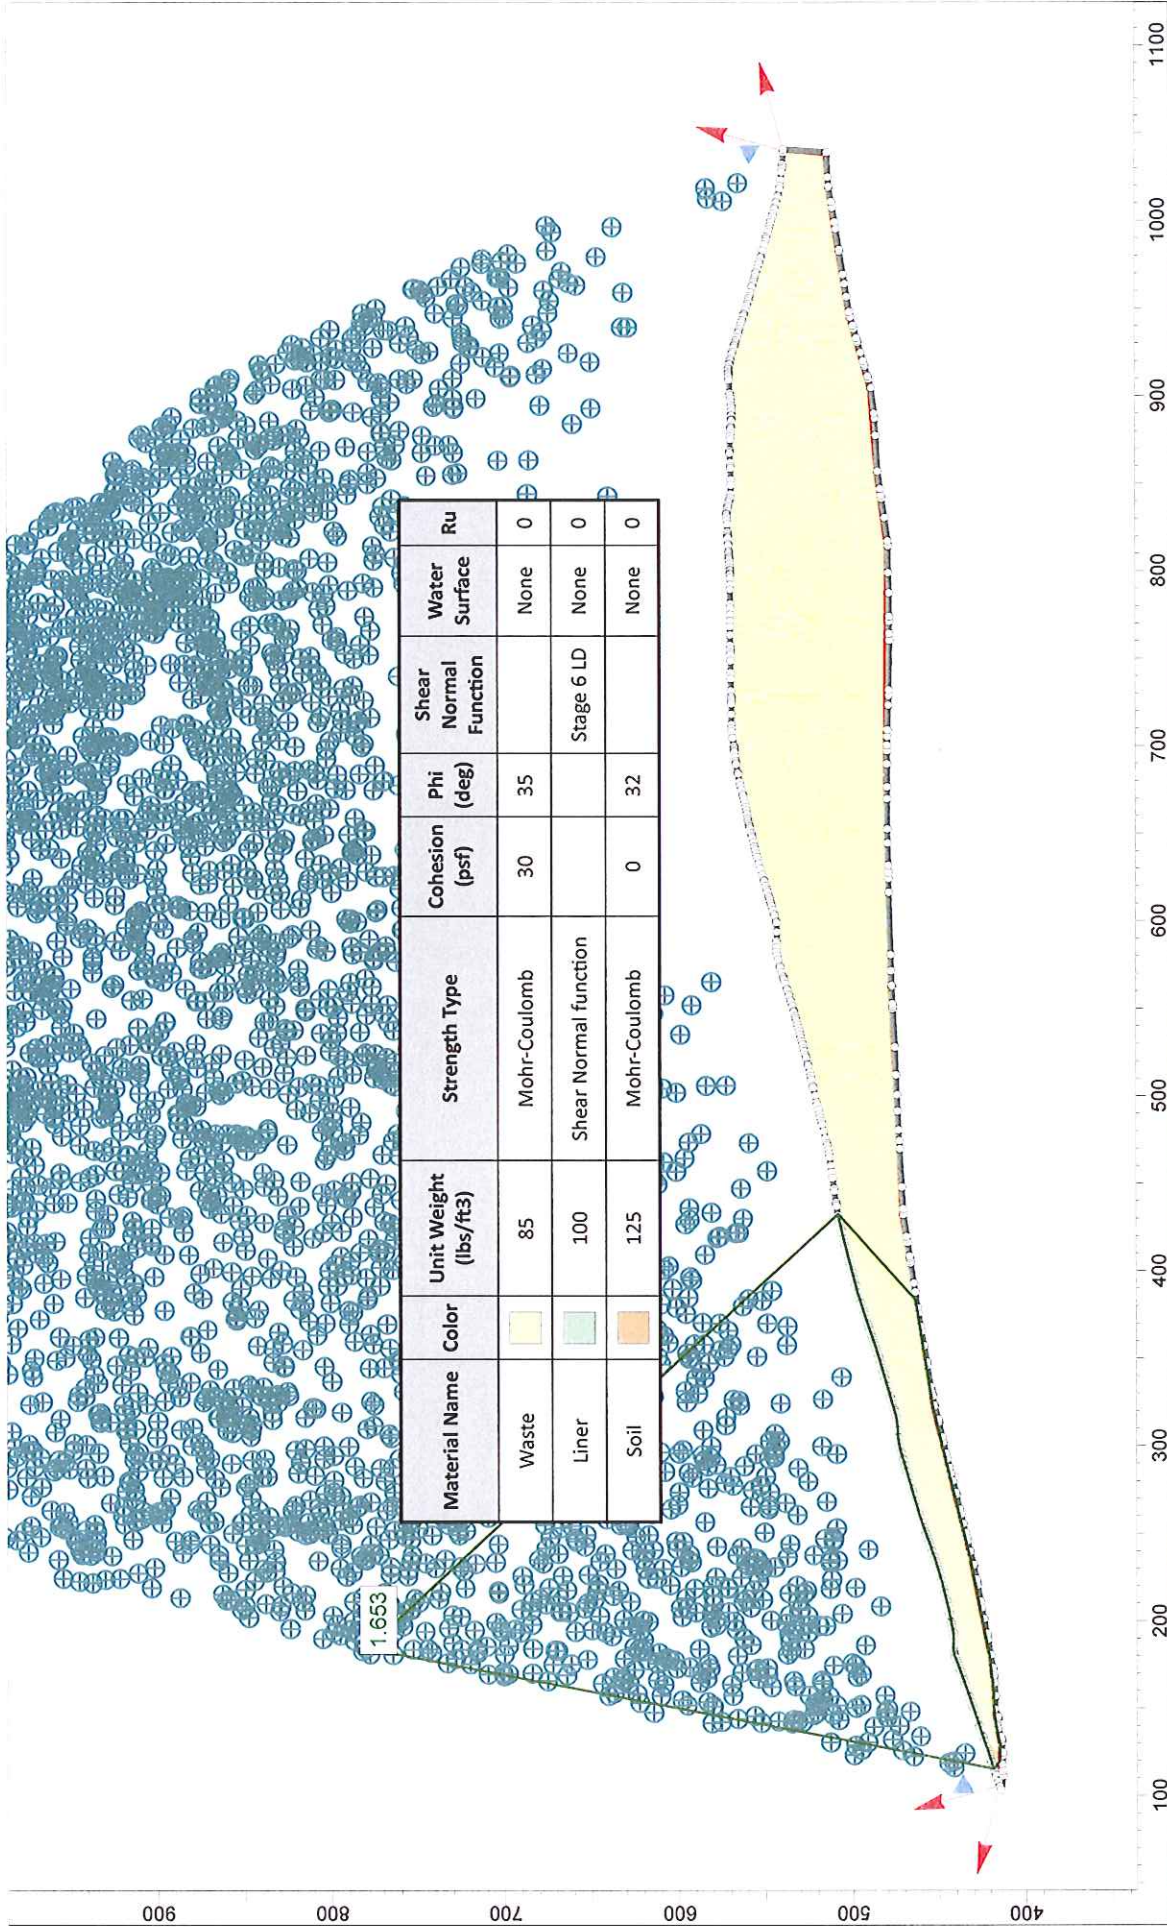 1.653
Material Name Color Unit Weight (lbs/ft3) Strength Type Cohesion (psf) Phi (deg) Shear Normal Function Water Surface Ru
Waste 85 Mohr-Coulomb 30 35 None 0
Liner 100 Shear Normal function Stage 6 LD None 0
Soil 125 Mohr-Coulomb 0 32 None 0
900
800
700
600
500
400
100 200 300 400 500 600 700 800 900 1000 1100